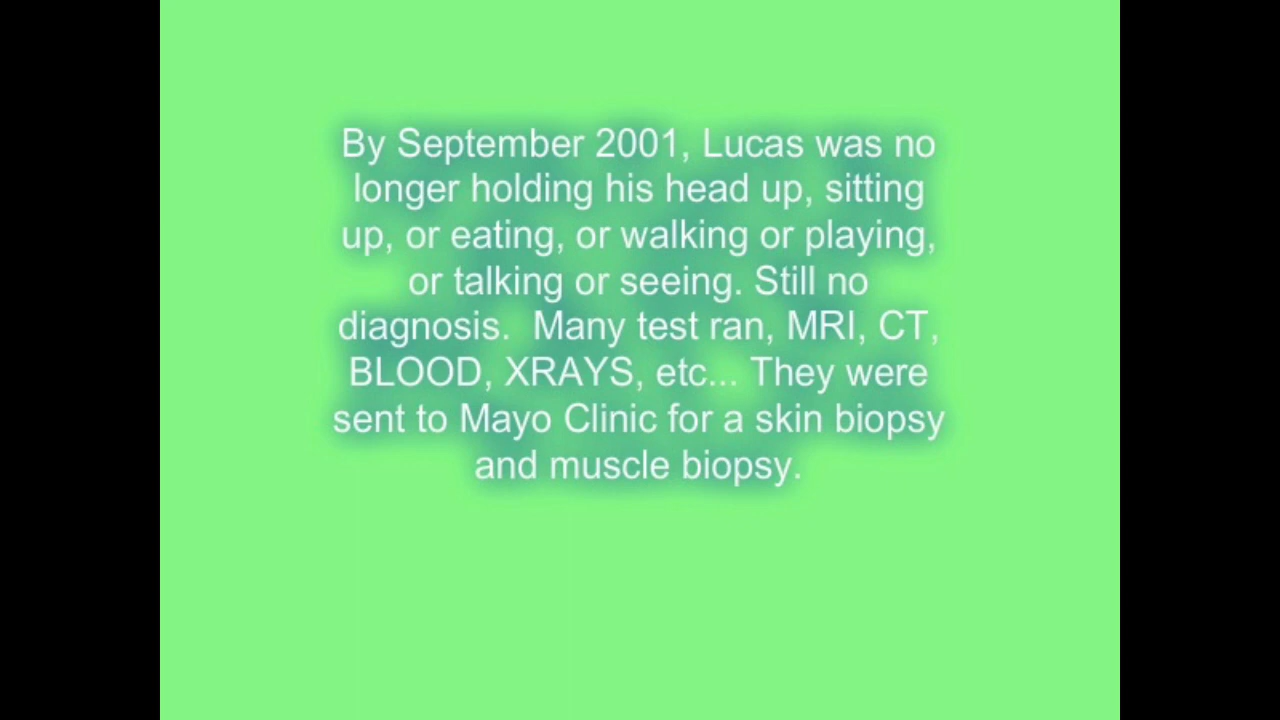 By September 2001, Lucas was no
longer holding his head up, sitting
up, or eating, or walking or playing,
or talking or seeing. Still no
diagnosis.  Many test ran, MRI, CT,
BLOOD, XRAYS, etc... They were
sent to Mayo Clinic for a skin biopsy
and muscle biopsy.